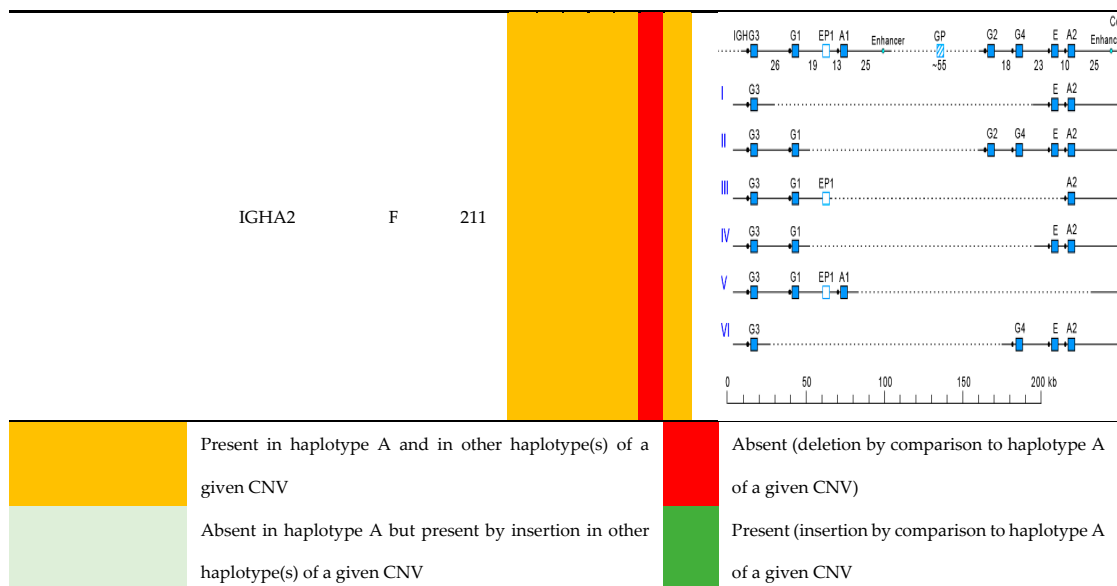 Co
IGHG3 G1 EP1 A1 Enhancer GP G2 G4 E A2 Enhanc
26 19 13 25 ~55 18 23 10 25
I G3 E A2
II G3 G1 G2 G4 E A2
III G3 G1 EP1 A2
IGHA2 F 211
IV G3 G1 E A2
V G3 G1 EP1 A1
VI G3 G4 E A2
0 50 100 150 200 kb
Present in haplotype A and in other haplotype(s) of a
given CNV
Absent (deletion by comparison to haplotype A
of a given CNV)
Absent in haplotype A but present by insertion in other
haplotype(s) of a given CNV
Present (insertion by comparison to haplotype A
of a given CNV